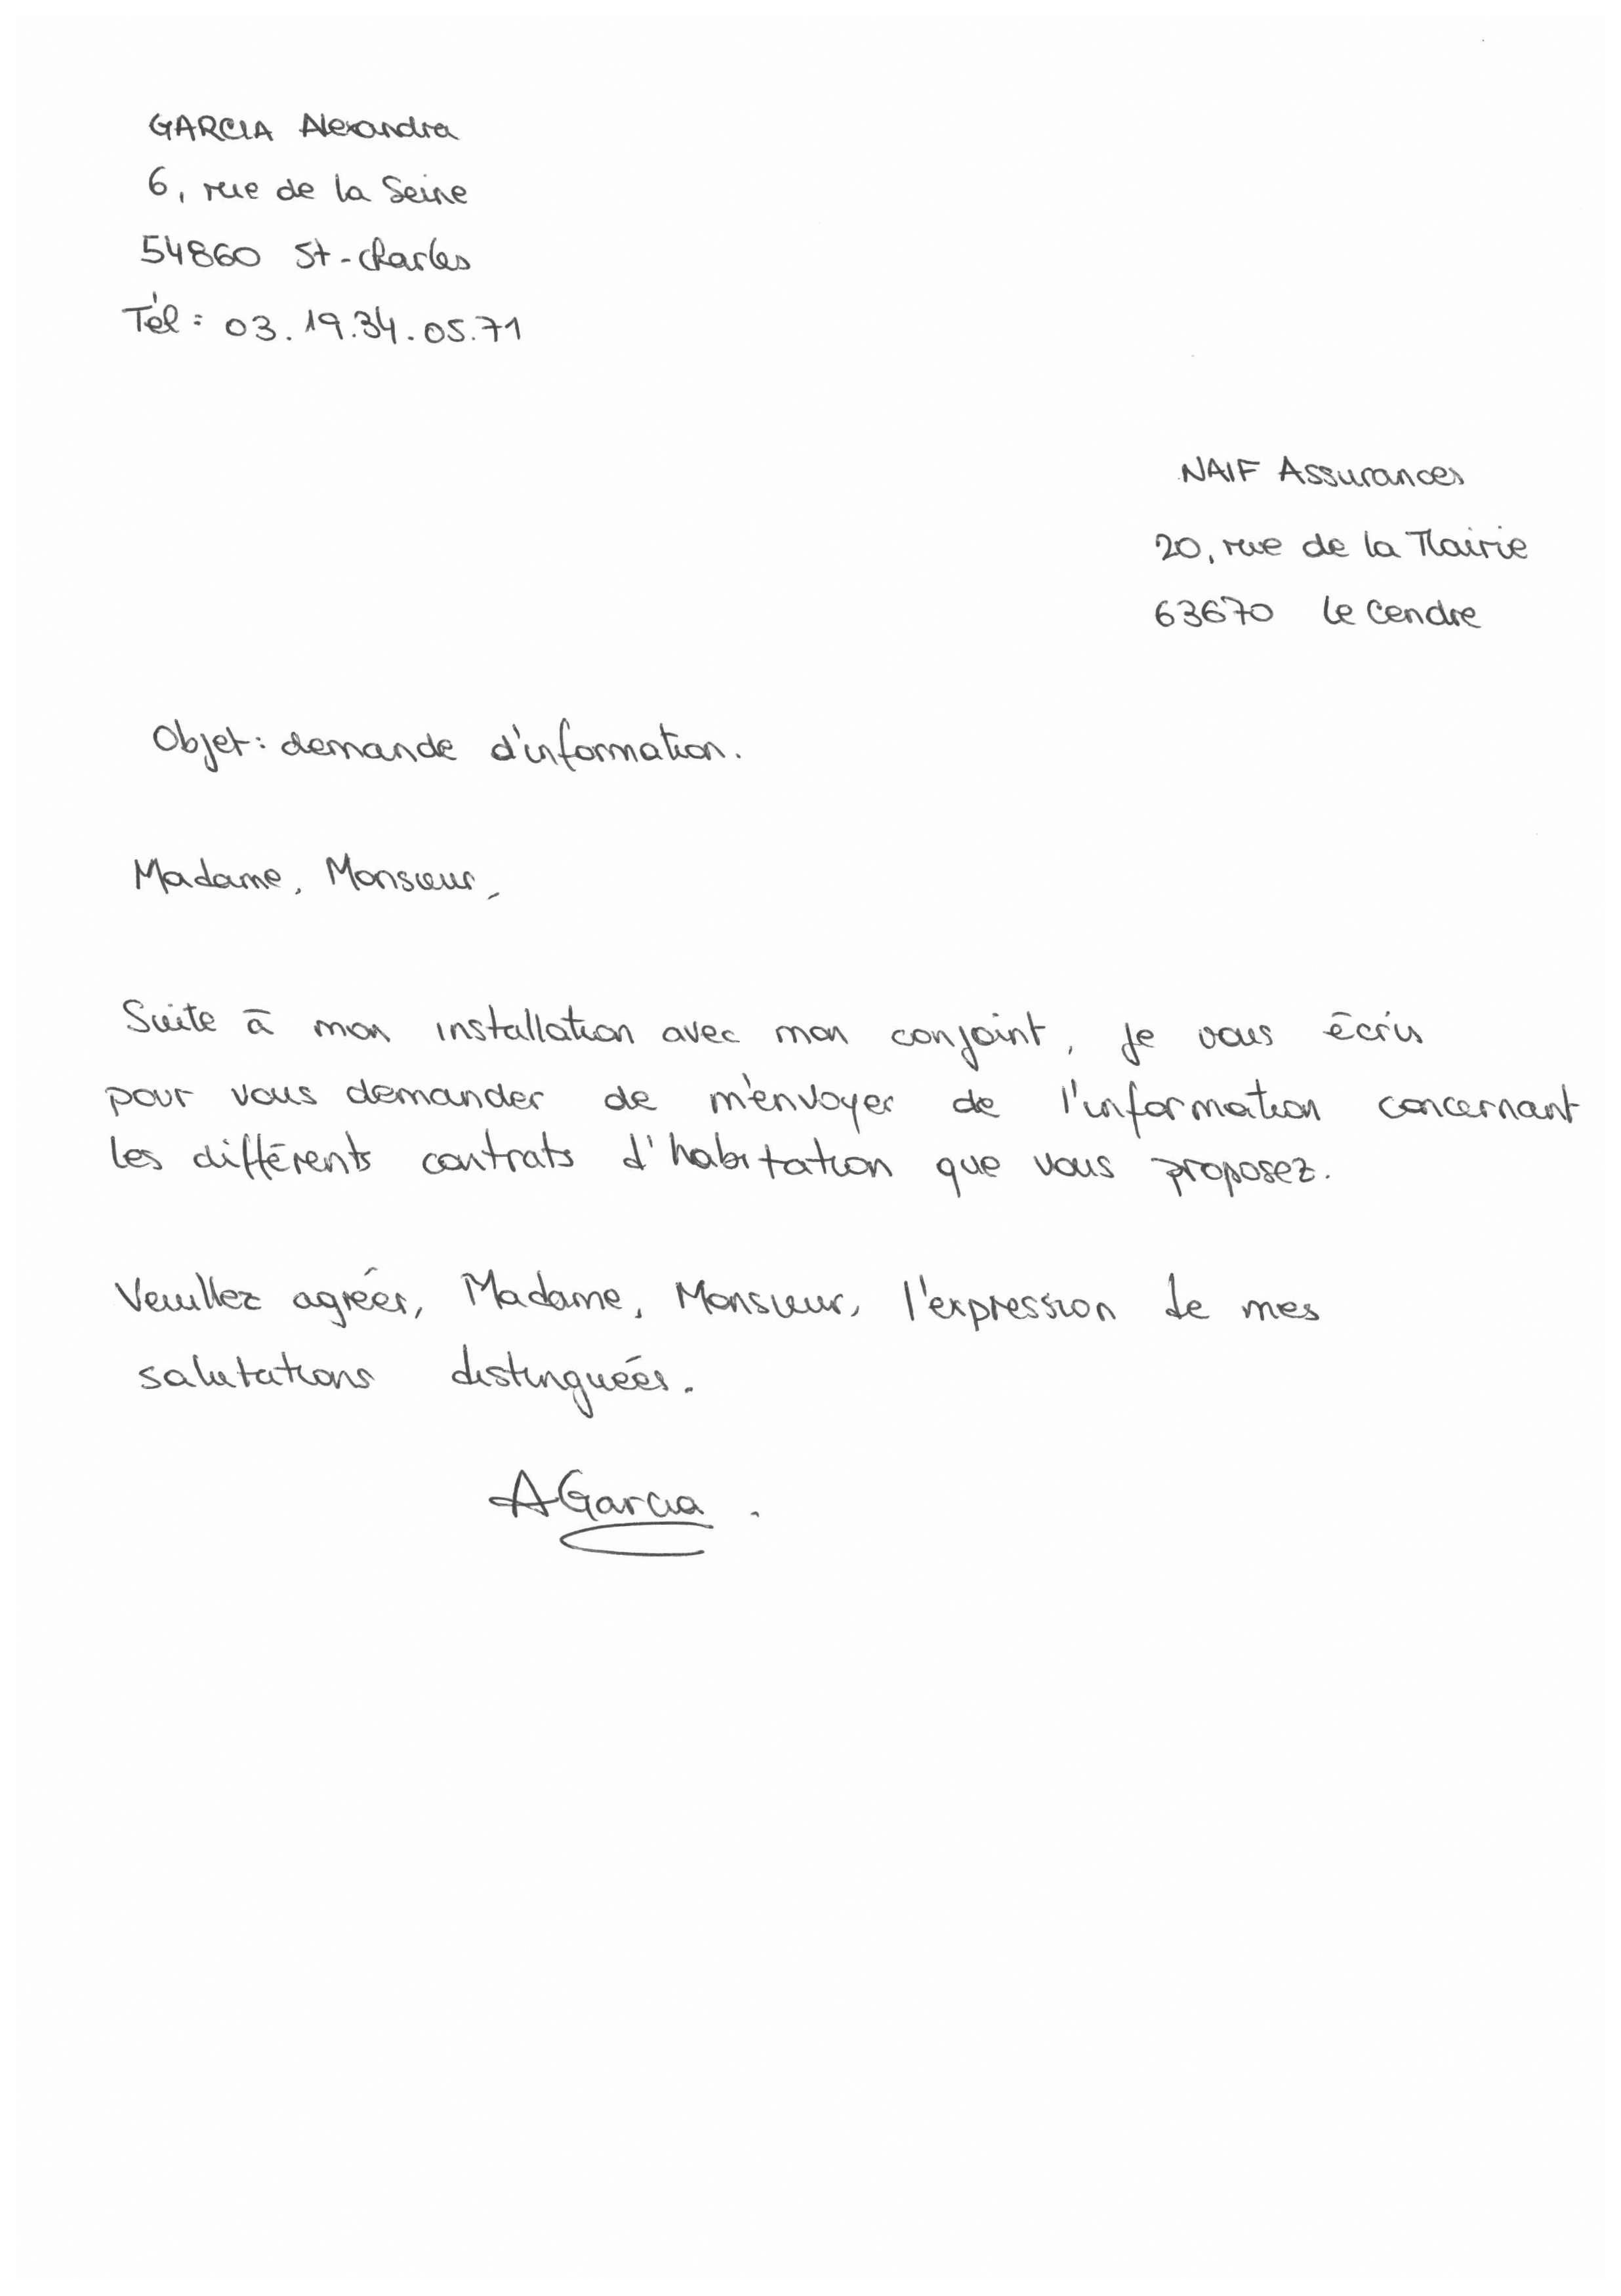 GARCIA Alexandra
6, rue de la Seine
54860 St-Charles
Tél : 03.19.34.05.71
NAIF Assurances
20, rue de la Mairie
63670 Le Cendre
Objet : demande d'information.
Madame, Monsieur,
Suite à mon installation avec mon conjoint, je vous écris
pour vous demander de m'envoyer de l'information concernant
les différents contrats d'habitation que vous proposez.
Veuillez agréer, Madame, Monsieur, l'expression de mes
salutations distinguées.
AGarcia.